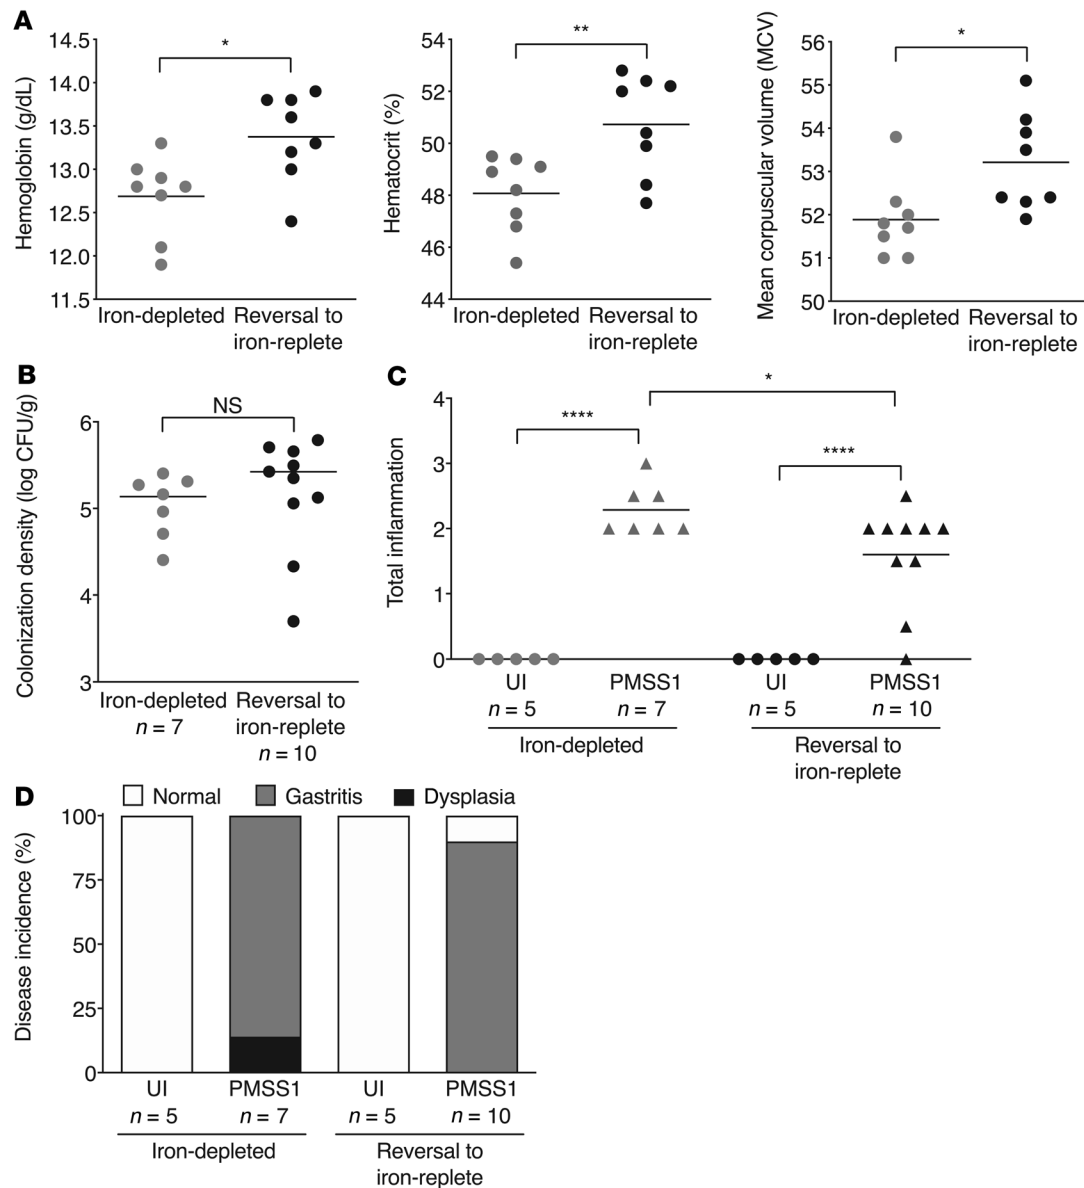 A
Hemoglobin (g/dL)
14.5
14.0
13.5
13.0
12.5
12.0
11.5
*
Iron-depleted
Reversal to
iron-replete
Hematocrit (%)
54
52
50
48
46
44
**
Iron-depleted
Reversal to
iron-replete
Mean corpuscular volume (MCV)
56
55
54
53
52
51
50
*
Iron-depleted
Reversal to
iron-replete
B
Colonization density (log CFU/g)
6
5
4
3
NS
Iron-depleted
n = 7
Reversal to
iron-replete
n = 10
C
Total inflammation
4
3
2
1
0
****
*
****
UI PMSS1 UI PMSS1
n = 5 n = 7 n = 5 n = 10
Iron-depleted
Reversal to
iron-replete
D
Normal Gastritis Dysplasia
Disease incidence (%)
100
75
50
25
0
UI PMSS1 UI PMSS1
n = 5 n = 7 n = 5 n = 10
Iron-depleted
Reversal to
iron-replete